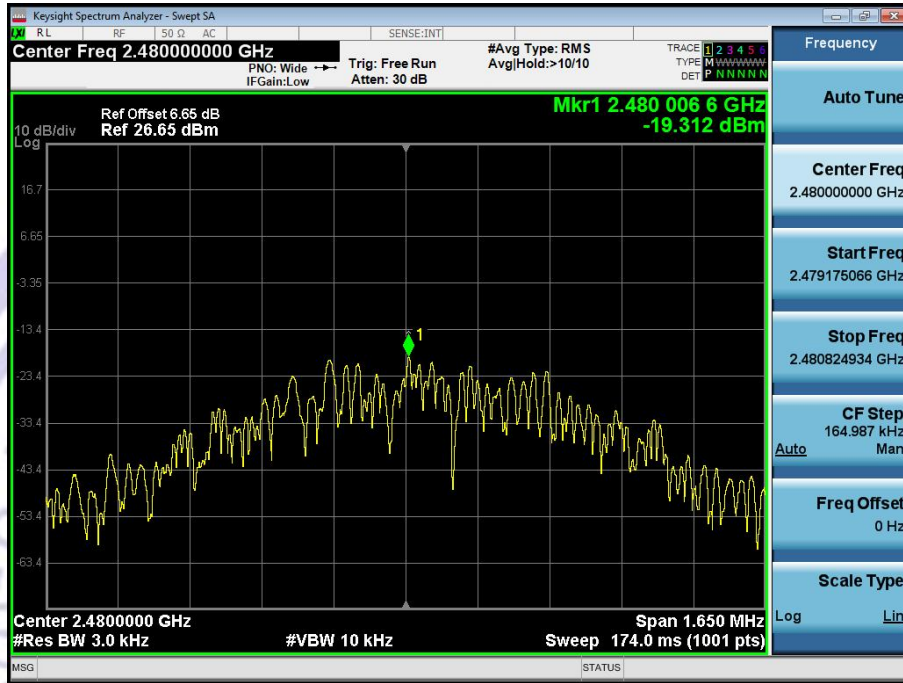 Keysight Spectrum Analyzer - Swept SA
LXI RL RF 50 Ω AC SENSE:INT
Center Freq 2.480000000 GHz
PNO: Wide
IFGain:Low
Trig: Free Run
Atten: 30 dB
#Avg Type: RMS
Avg|Hold:>10/10
TRACE 1 2 3 4 5 6
TYPE M WWWWW
DET P N N N N N
Ref Offset 6.65 dB
Ref 26.65 dBm
10 dB/div
Log
Mkr1 2.480 006 6 GHz
-19.312 dBm
16.7
6.65
-3.35
-13.4
-23.4
-33.4
-43.4
-53.4
-63.4
1
Center 2.4800000 GHz
#Res BW 3.0 kHz
#VBW 10 kHz
Span 1.650 MHz
Sweep 174.0 ms (1001 pts)
MSG
STATUS
Frequency
Auto Tune
Center Freq
2.480000000 GHz
Start Freq
2.479175066 GHz
Stop Freq
2.480824934 GHz
CF Step
164.987 kHz
Auto Man
Freq Offset
0 Hz
Scale Type
Log Lin